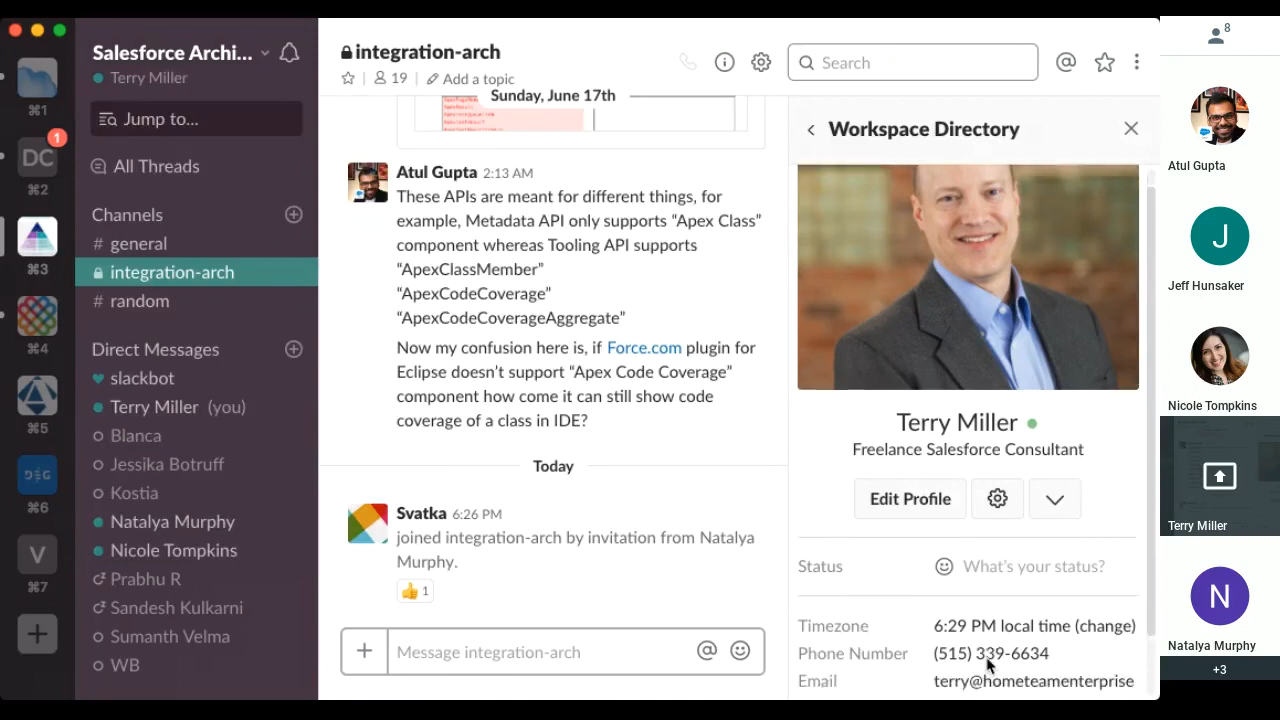 Salesforce Archi...
Terry Miller
Jump to...
All Threads
Channels
# general
integration-arch
# random
Direct Messages
slackbot
Terry Miller (you)
Blanca
Jessika Botruff
Kostia
Natalya Murphy
Nicole Tompkins
Prabhu R
Sandesh Kulkarni
Sumanth Velma
WB
⌘1
DC
1
⌘2
⌘3
⌘4
⌘5
⌘6
V
⌘7
integration-arch
19
Add a topic
Search
Sunday, June 17th
Atul Gupta 2:13 AM
These APIs are meant for different things, for
example, Metadata API only supports “Apex Class”
component whereas Tooling API supports
“ApexClassMember”
“ApexCodeCoverage”
“ApexCodeCoverageAggregate”
Now my confusion here is, if Force.com plugin for
Eclipse doesn't support “Apex Code Coverage”
component how come it can still show code
coverage of a class in IDE?
Today
Svatka 6:26 PM
joined integration-arch by invitation from Natalya
Murphy.
1
Message integration-arch
Workspace Directory
Terry Miller
Freelance Salesforce Consultant
Edit Profile
Status What's your status?
Timezone 6:29 PM local time (change)
Phone Number (515) 339-6634
Email terry@hometeamenterprise
8
Atul Gupta
J
Jeff Hunsaker
Nicole Tompkins
Terry Miller
N
Natalya Murphy
+3